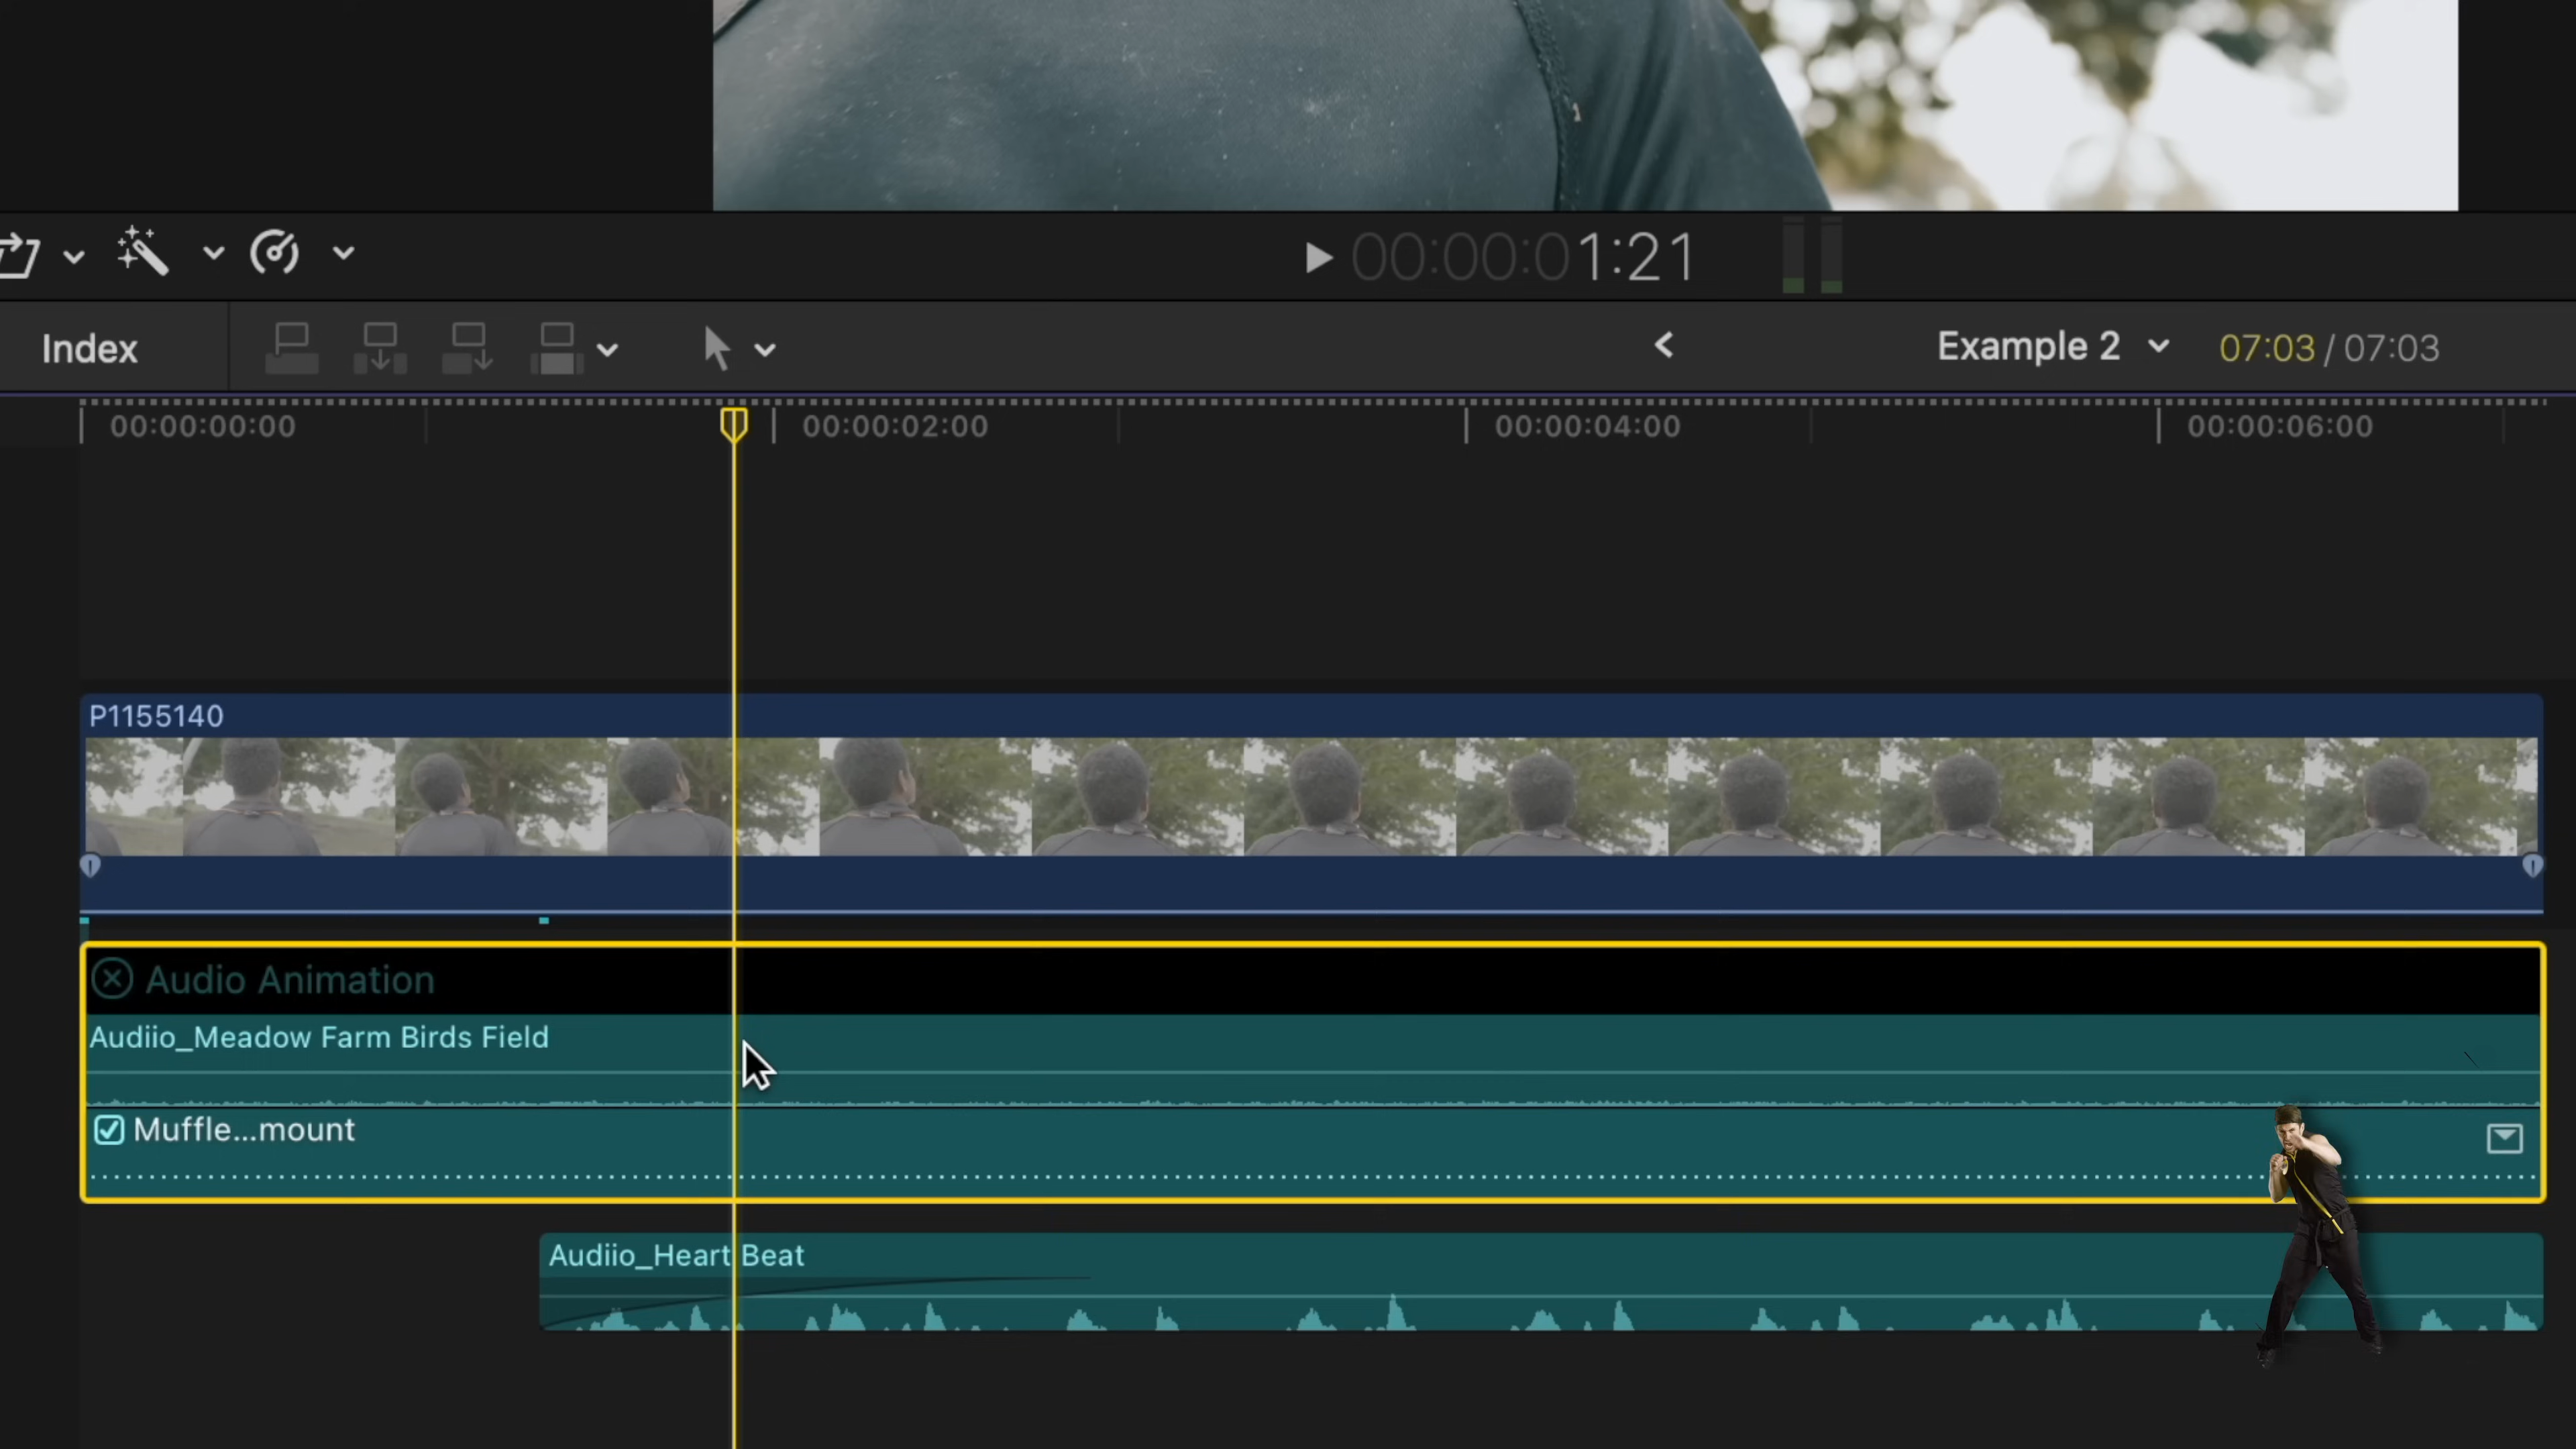 00:00:01:21
Index
Example 2
07:03 / 07:03
00:00:00:00
00:00:02:00
00:00:04:00
00:00:06:00
P1155140
Audio Animation
Audiio_Meadow Farm Birds Field
Muffle...mount
Audiio_Heart Beat